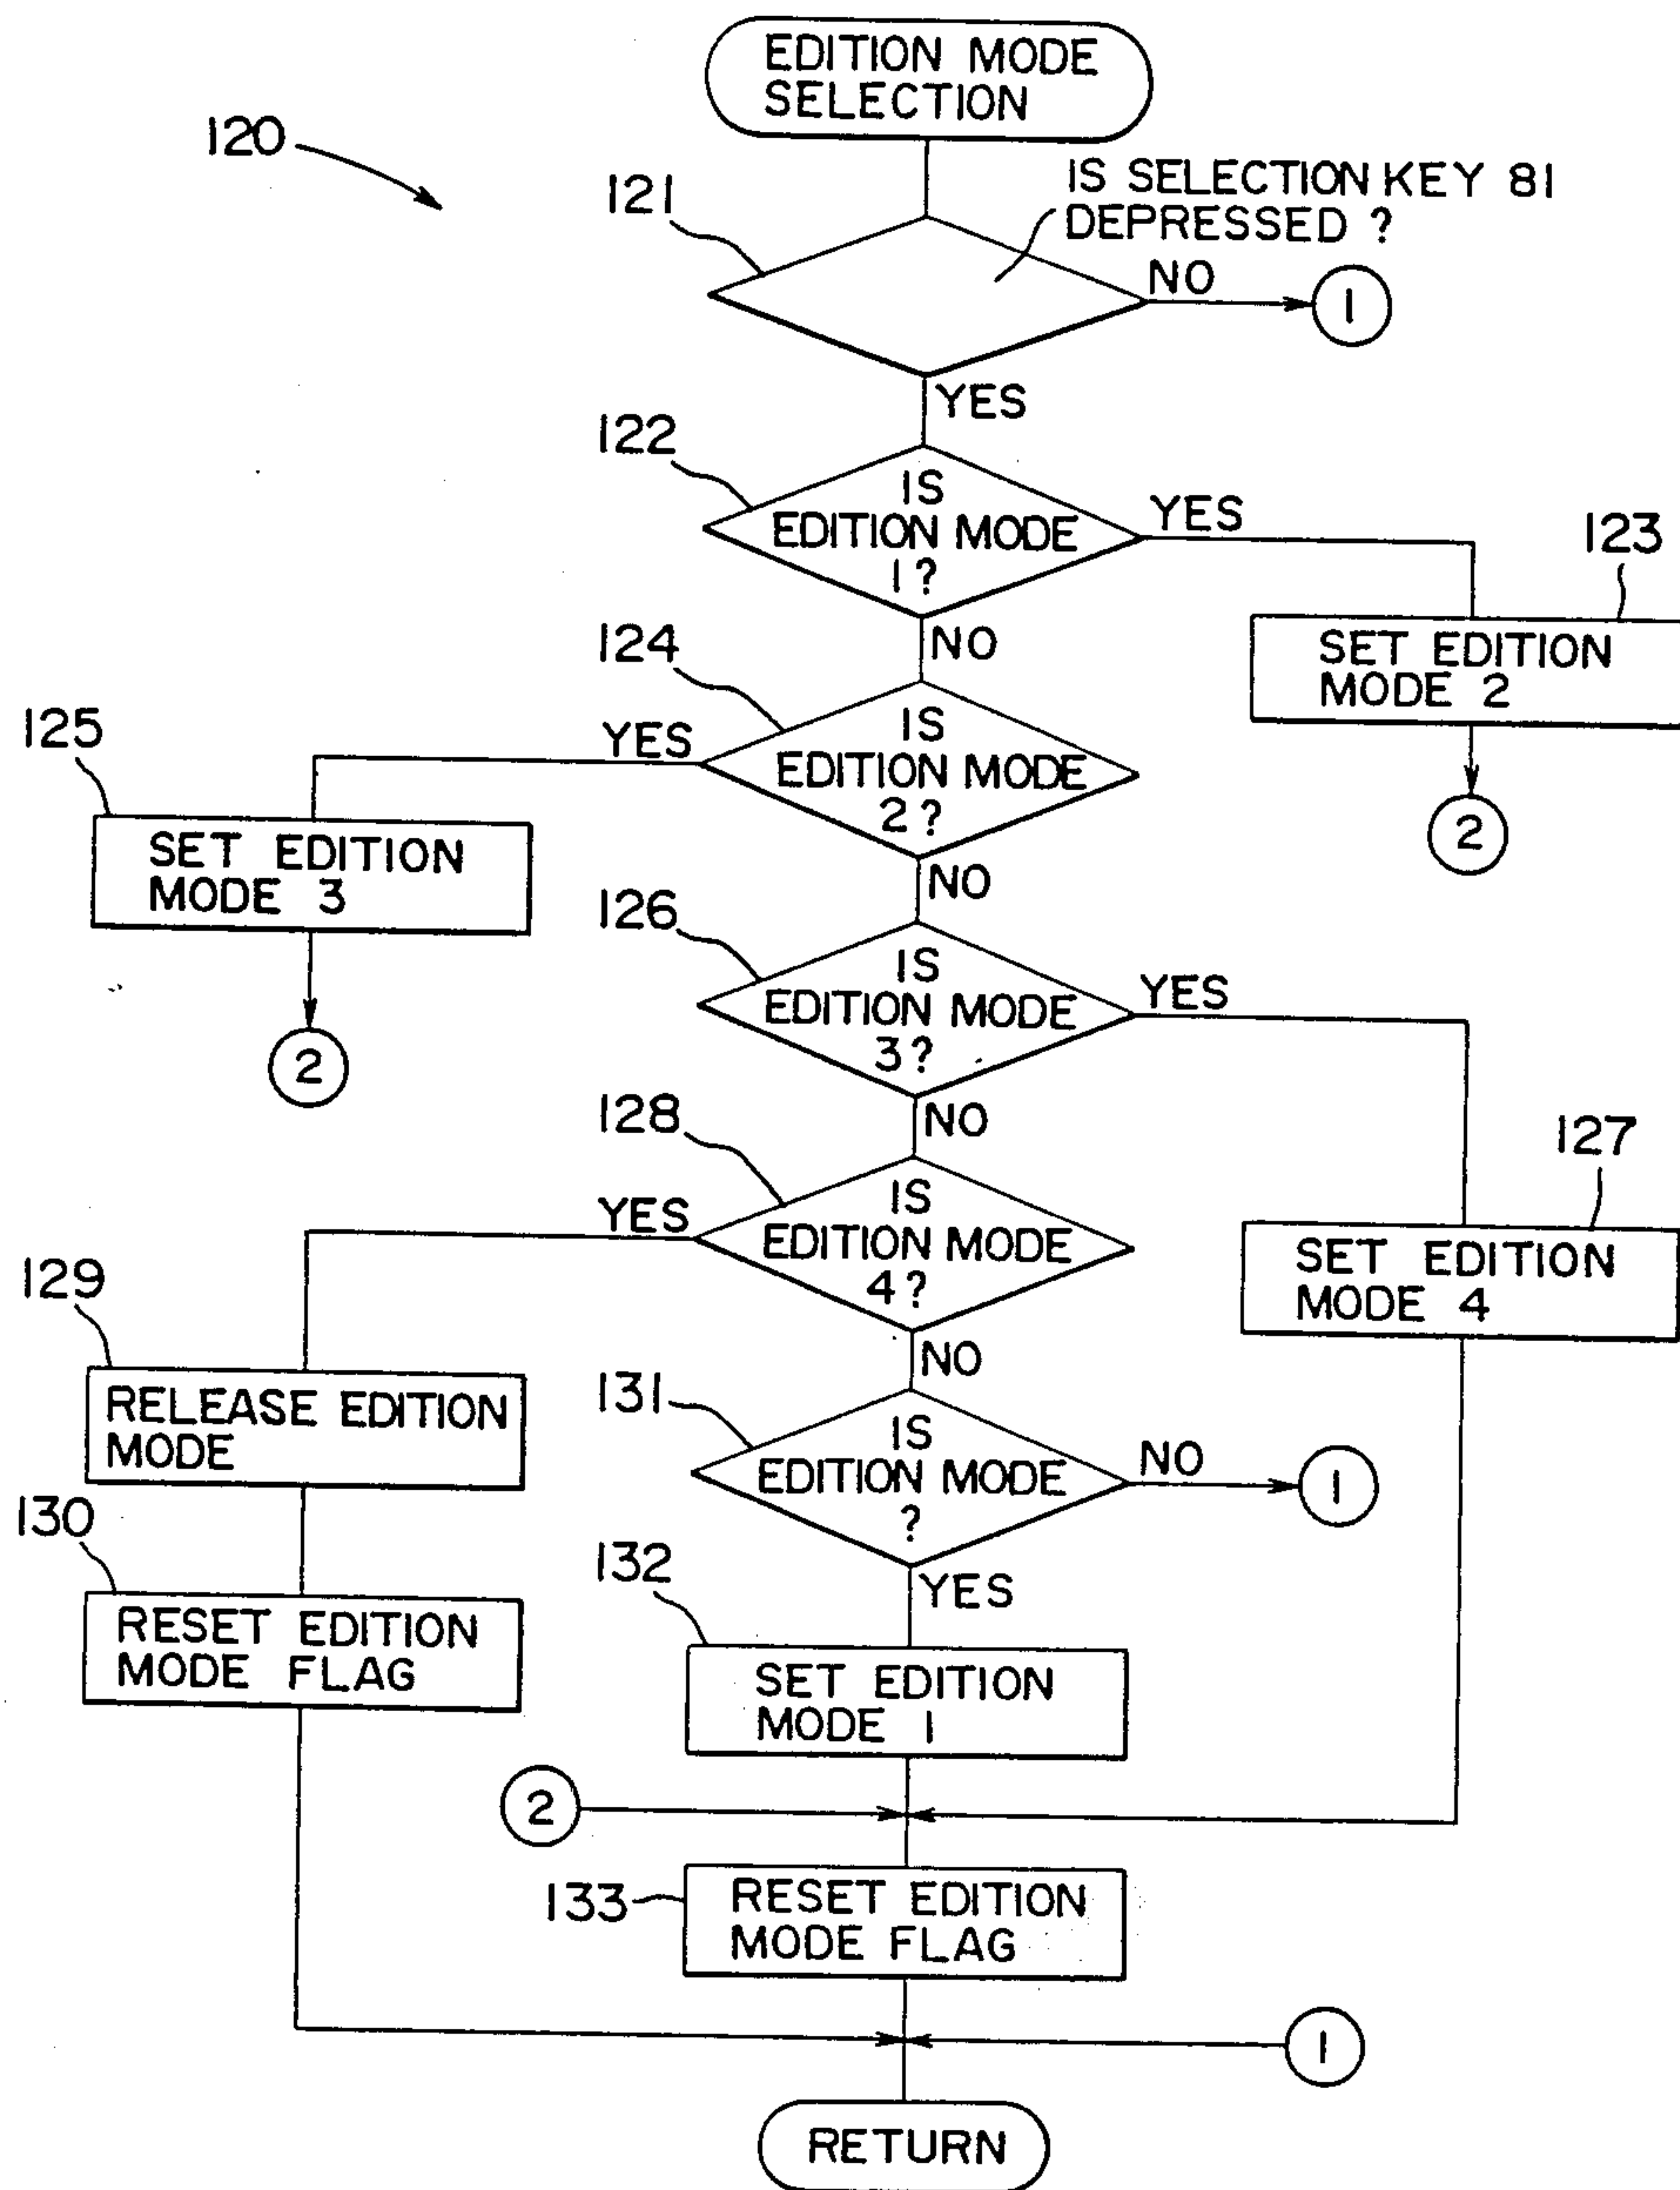 EDITION MODE
SELECTION
120
121
IS SELECTION KEY 81
DEPRESSED ?
NO
1
YES
122
IS
EDITION MODE
1?
YES
123
SET EDITION
MODE 2
2
NO
124
IS
EDITION MODE
2?
YES
125
SET EDITION
MODE 3
2
NO
126
IS
EDITION MODE
3?
YES
127
SET EDITION
MODE 4
NO
128
IS
EDITION MODE
4?
YES
129
RELEASE EDITION
MODE
130
RESET EDITION
MODE FLAG
NO
131
IS
EDITION MODE
?
NO
1
YES
132
SET EDITION
MODE 1
2
133
RESET EDITION
MODE FLAG
1
RETURN